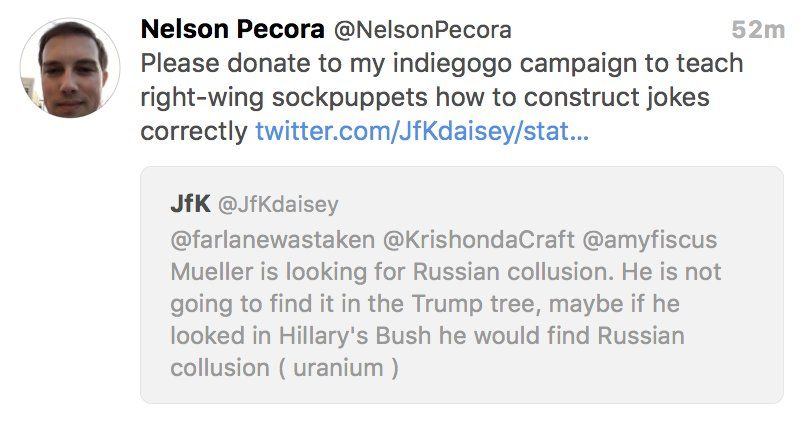 Nelson Pecora @NelsonPecora 52m
Please donate to my indiegogo campaign to teach
right-wing sockpuppets how to construct jokes
correctly twitter.com/JfKdaisey/stat...
JfK @JfKdaisey
@farlanewastaken @KrishondaCraft @amyfiscus
Mueller is looking for Russian collusion. He is not
going to find it in the Trump tree, maybe if he
looked in Hillary's Bush he would find Russian
collusion ( uranium )